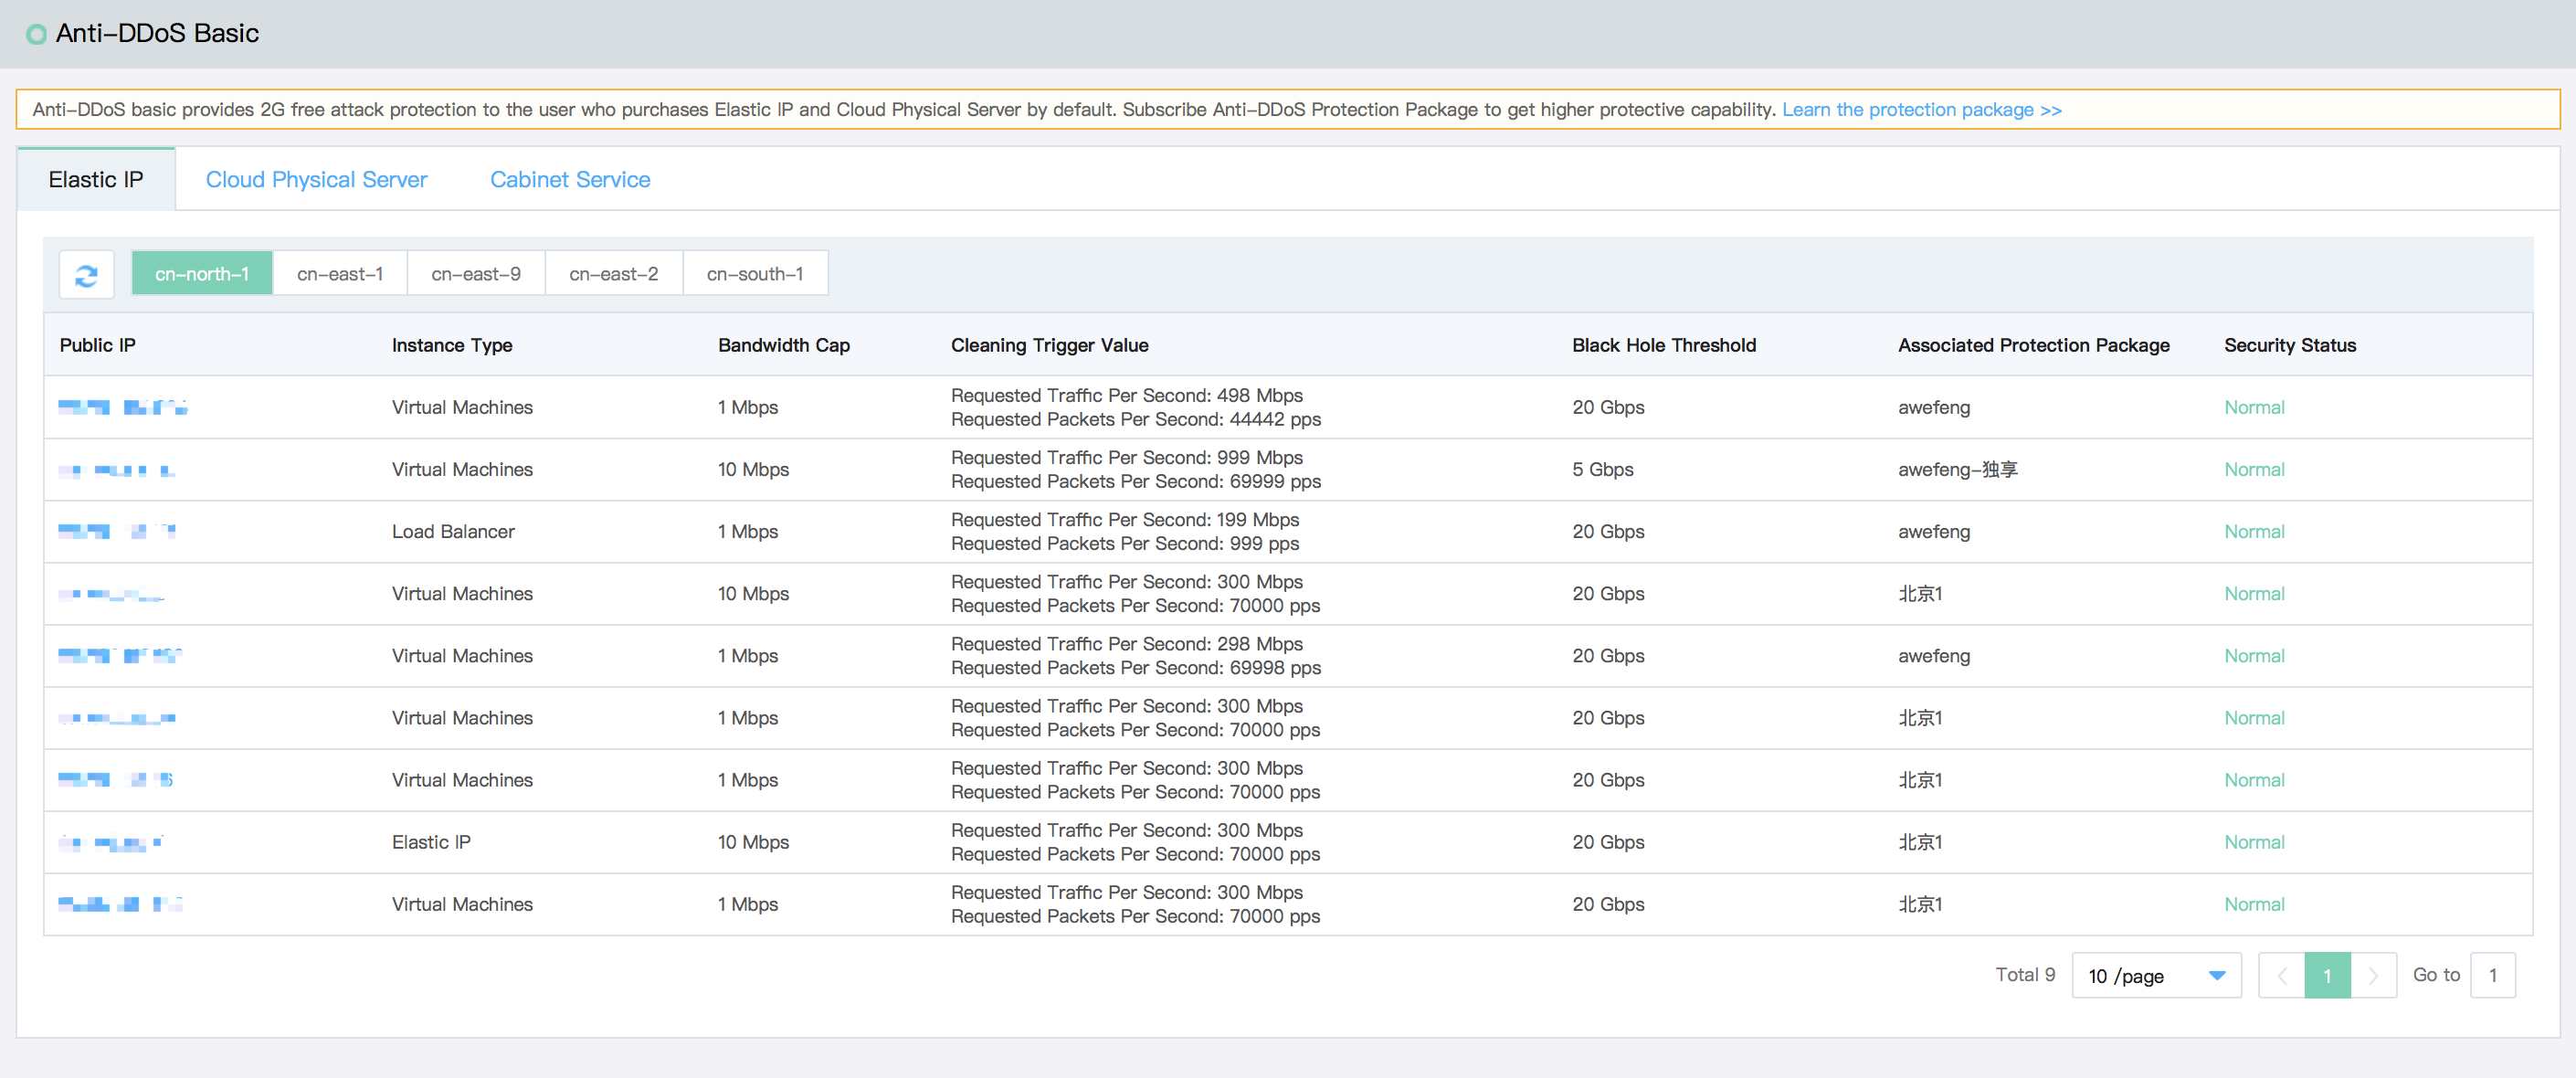 Anti-DDoS Basic
Anti-DDoS basic provides 2G free attack protection to the user who purchases Elastic IP and Cloud Physical Server by default. Subscribe Anti-DDoS Protection Package to get higher protective capability. Learn the protection package >>
Elastic IP Cloud Physical Server Cabinet Service
cn-north-1 cn-east-1 cn-east-9 cn-east-2 cn-south-1
Public IP Instance Type Bandwidth Cap Cleaning Trigger Value Black Hole Threshold Associated Protection Package Security Status
Requested Traffic Per Second: 498 Mbps
Virtual Machines 1 Mbps 20 Gbps awefeng Normal
Requested Packets Per Second: 44442 pps
Requested Traffic Per Second: 999 Mbps
Virtual Machines 10 Mbps 5 Gbps awefeng-独享 Normal
Requested Packets Per Second: 69999 pps
Requested Traffic Per Second: 199 Mbps
Load Balancer 1 Mbps 20 Gbps awefeng Normal
Requested Packets Per Second: 999 pps
Requested Traffic Per Second: 300 Mbps
Virtual Machines 10 Mbps 20 Gbps 北京1 Normal
Requested Packets Per Second: 70000 pps
Requested Traffic Per Second: 298 Mbps
Virtual Machines 1 Mbps 20 Gbps awefeng Normal
Requested Packets Per Second: 69998 pps
Requested Traffic Per Second: 300 Mbps
Virtual Machines 1 Mbps 20 Gbps 北京1 Normal
Requested Packets Per Second: 70000 pps
Requested Traffic Per Second: 300 Mbps
Virtual Machines 1 Mbps 20 Gbps 北京1 Normal
Requested Packets Per Second: 70000 pps
Requested Traffic Per Second: 300 Mbps
Elastic IP 10 Mbps 20 Gbps 北京1 Normal
Requested Packets Per Second: 70000 pps
Requested Traffic Per Second: 300 Mbps
Virtual Machines 1 Mbps 20 Gbps 北京1 Normal
Requested Packets Per Second: 70000 pps
Total 9 10 /page 1 Go to 1